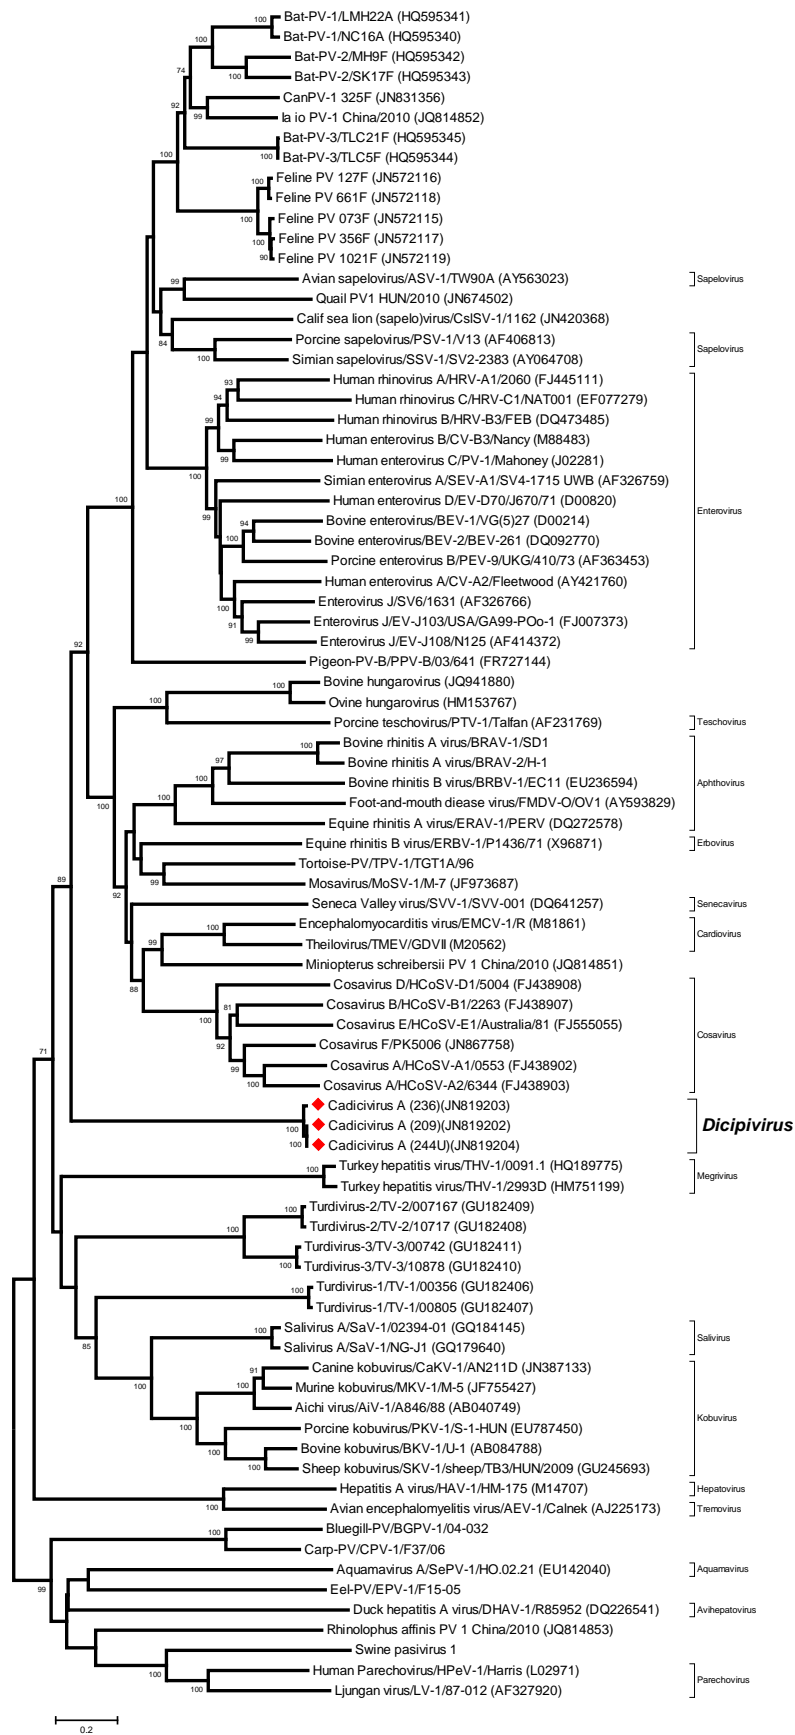 Bat-PV-1/LMH22A (HQ595341)
100
Bat-PV-1/NC16A (HQ595340)
Bat-PV-2/MH9F (HQ595342)
74
100
Bat-PV-2/SK17F (HQ595343)
CanPV-1 325F (JN831356)
92
99
Ia io PV-1 China/2010 (JQ814852)
Bat-PV-3/TLC21F (HQ595345)
100
100
Bat-PV-3/TLC5F (HQ595344)
Feline PV 127F (JN572116)
100
Feline PV 661F (JN572118)
100
Feline PV 073F (JN572115)
100
Feline PV 356F (JN572117)
90
Feline PV 1021F (JN572119)
Avian sapelovirus/ASV-1/TW90A (AY563023)
Sapelovirus
99
Quail PV1 HUN/2010 (JN674502)
Calif sea lion (sapelo)virus/CslSV-1/1162 (JN420368)
84
Porcine sapelovirus/PSV-1/V13 (AF406813)
Sapelovirus
100
Simian sapelovirus/SSV-1/SV2-2383 (AY064708)
Human rhinovirus A/HRV-A1/2060 (FJ445111)
93
94
Human rhinovirus C/HRV-C1/NAT001 (EF077279)
99
Human rhinovirus B/HRV-B3/FEB (DQ473485)
Human enterovirus B/CV-B3/Nancy (M88483)
99
100
Human enterovirus C/PV-1/Mahoney (J02281)
Simian enterovirus A/SEV-A1/SV4-1715 UWB (AF326759)
100
99
Human enterovirus D/EV-D70/J670/71 (D00820)
Enterovirus
94
Bovine enterovirus/BEV-1/VG(5)27 (D00214)
100
Bovine enterovirus/BEV-2/BEV-261 (DQ092770)
Porcine enterovirus B/PEV-9/UKG/410/73 (AF363453)
Human enterovirus A/CV-A2/Fleetwood (AY421760)
100
Enterovirus J/SV6/1631 (AF326766)
91
Enterovirus J/EV-J103/USA/GA99-POo-1 (FJ007373)
99
Enterovirus J/EV-J108/N125 (AF414372)
92
Pigeon-PV-B/PPV-B/03/641 (FR727144)
Bovine hungarovirus (JQ941880)
100
100
Ovine hungarovirus (HM153767)
Porcine teschovirus/PTV-1/Talfan (AF231769)
Teschovirus
Bovine rhinitis A virus/BRAV-1/SD1
100
97
Bovine rhinitis A virus/BRAV-2/H-1
100
Bovine rhinitis B virus/BRBV-1/EC11 (EU236594)
Aphthovirus
100
Foot-and-mouth diease virus/FMDV-O/OV1 (AY593829)
100
Equine rhinitis A virus/ERAV-1/PERV (DQ272578)
Equine rhinitis B virus/ERBV-1/P1436/71 (X96871)
Erbovirus
Tortoise-PV/TPV-1/TGT1A/96
99
89
92
Mosavirus/MoSV-1/M-7 (JF973687)
Seneca Valley virus/SVV-1/SVV-001 (DQ641257)
Senecavirus
Encephalomyocarditis virus/EMCV-1/R (M81861)
100
Cardiovirus
99
Theilovirus/TMEV/GDVII (M20562)
Miniopterus schreibersii PV 1 China/2010 (JQ814851)
88
Cosavirus D/HCoSV-D1/5004 (FJ438908)
100
81
Cosavirus B/HCoSV-B1/2263 (FJ438907)
Cosavirus E/HCoSV-E1/Australia/81 (FJ555055)
Cosavirus
92
Cosavirus F/PK5006 (JN867758)
71
99
Cosavirus A/HCoSV-A1/0553 (FJ438902)
100
Cosavirus A/HCoSV-A2/6344 (FJ438903)
Cadicivirus A (236)(JN819203)
100
Cadicivirus A (209)(JN819202)
Dicipivirus
100
Cadicivirus A (244U)(JN819204)
Turkey hepatitis virus/THV-1/0091.1 (HQ189775)
100
Megrivirus
Turkey hepatitis virus/THV-1/2993D (HM751199)
Turdivirus-2/TV-2/007167 (GU182409)
100
100
Turdivirus-2/TV-2/10717 (GU182408)
Turdivirus-3/TV-3/00742 (GU182411)
100
Turdivirus-3/TV-3/10878 (GU182410)
Turdivirus-1/TV-1/00356 (GU182406)
100
Turdivirus-1/TV-1/00805 (GU182407)
Salivirus A/SaV-1/02394-01 (GQ184145)
100
Salivirus
85
Salivirus A/SaV-1/NG-J1 (GQ179640)
Canine kobuvirus/CaKV-1/AN211D (JN387133)
91
100
100
Murine kobuvirus/MKV-1/M-5 (JF755427)
Aichi virus/AiV-1/A846/88 (AB040749)
Kobuvirus
100
Porcine kobuvirus/PKV-1/S-1-HUN (EU787450)
100
Bovine kobuvirus/BKV-1/U-1 (AB084788)
100
Sheep kobuvirus/SKV-1/sheep/TB3/HUN/2009 (GU245693)
Hepatitis A virus/HAV-1/HM-175 (M14707)
Hepatovirus
100
Avian encephalomyelitis virus/AEV-1/Calnek (AJ225173)
Tremovirus
Bluegill-PV/BGPV-1/04-032
100
Carp-PV/CPV-1/F37/06
Aquamavirus A/SePV-1/HO.02.21 (EU142040)
Aquamavirus
99
Eel-PV/EPV-1/F15-05
Duck hepatitis A virus/DHAV-1/R85952 (DQ226541)
Avihepatovirus
Rhinolophus affinis PV 1 China/2010 (JQ814853)
Swine pasivirus 1
100
Human Parechovirus/HPeV-1/Harris (L02971)
Parechovirus
100
Ljungan virus/LV-1/87-012 (AF327920)
0.2